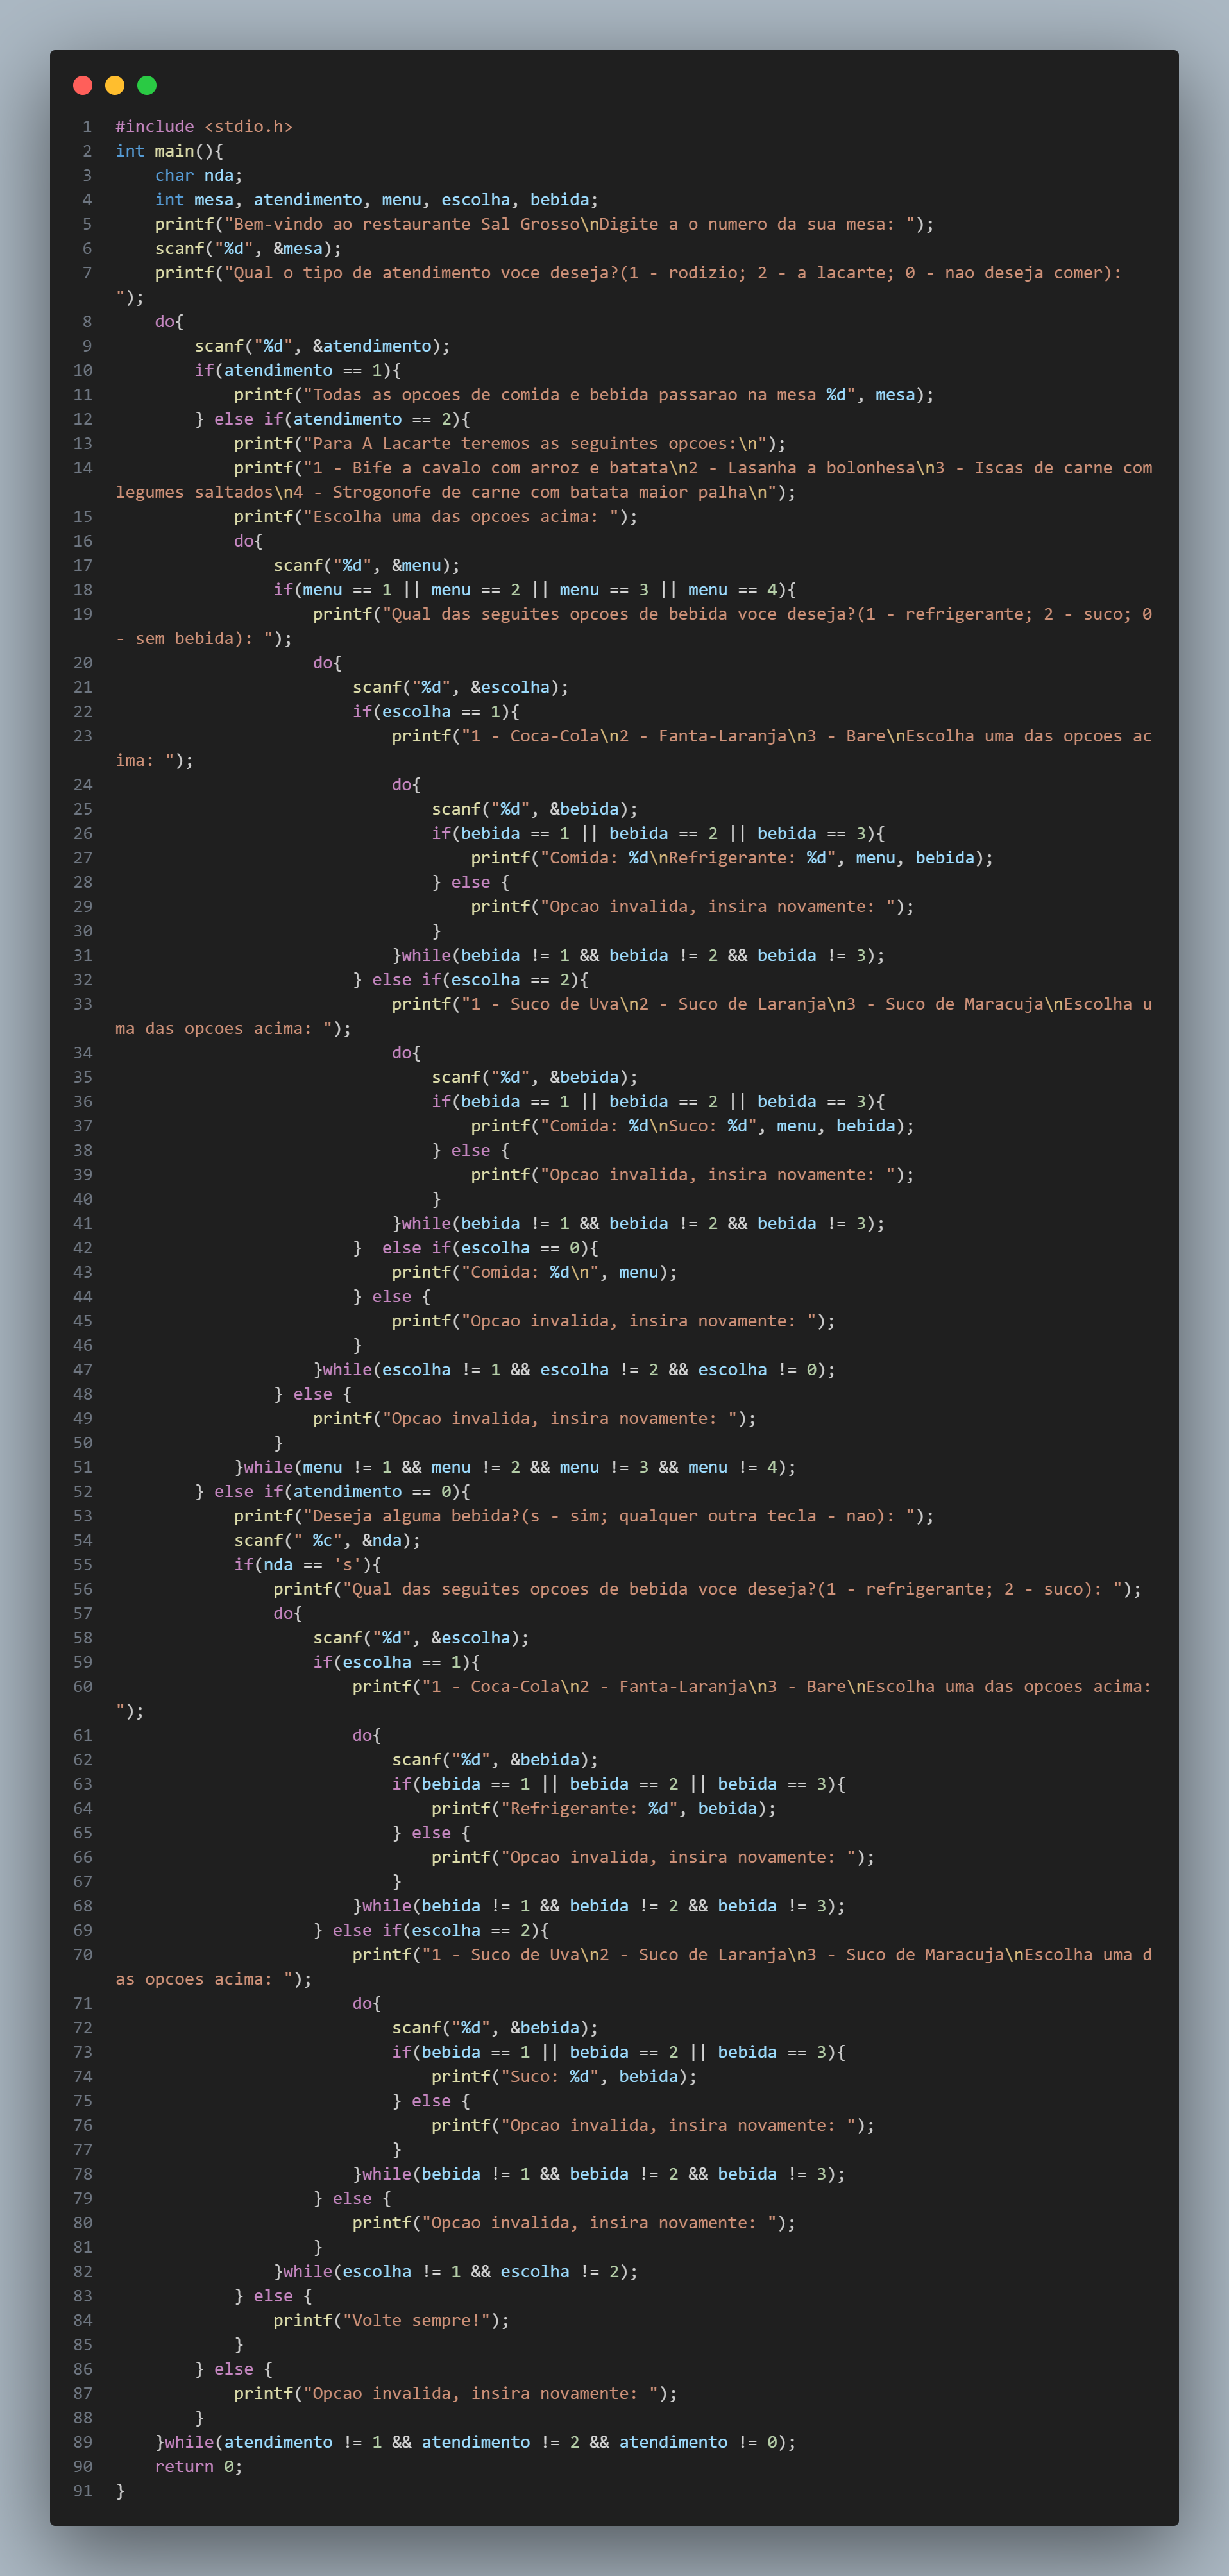 1 #include <stdio.h>
2 int main(){
3     char nda;
4     int mesa, atendimento, menu, escolha, bebida;
5     printf("Bem-vindo ao restaurante Sal Grosso\nDigite a o numero da sua mesa: ");
6     scanf("%d", &mesa);
7     printf("Qual o tipo de atendimento voce deseja?(1 - rodizio; 2 - a lacarte; 0 - nao deseja comer): 
");
8     do{
9         scanf("%d", &atendimento);
10         if(atendimento == 1){
11             printf("Todas as opcoes de comida e bebida passarao na mesa %d", mesa);
12         } else if(atendimento == 2){
13             printf("Para A Lacarte teremos as seguintes opcoes:\n");
14             printf("1 - Bife a cavalo com arroz e batata\n2 - Lasanha a bolonhesa\n3 - Iscas de carne com 
legumes saltados\n4 - Strogonofe de carne com batata maior palha\n");
15             printf("Escolha uma das opcoes acima: ");
16             do{
17                 scanf("%d", &menu);
18                 if(menu == 1 || menu == 2 || menu == 3 || menu == 4){
19                     printf("Qual das seguites opcoes de bebida voce deseja?(1 - refrigerante; 2 - suco; 0 
- sem bebida): ");
20                     do{
21                         scanf("%d", &escolha);
22                         if(escolha == 1){
23                             printf("1 - Coca-Cola\n2 - Fanta-Laranja\n3 - Bare\nEscolha uma das opcoes ac
ima: ");
24                             do{
25                                 scanf("%d", &bebida);
26                                 if(bebida == 1 || bebida == 2 || bebida == 3){
27                                     printf("Comida: %d\nRefrigerante: %d", menu, bebida);
28                                 } else {
29                                     printf("Opcao invalida, insira novamente: ");
30                                 }
31                             }while(bebida != 1 && bebida != 2 && bebida != 3);
32                         } else if(escolha == 2){
33                             printf("1 - Suco de Uva\n2 - Suco de Laranja\n3 - Suco de Maracuja\nEscolha u
ma das opcoes acima: ");
34                             do{
35                                 scanf("%d", &bebida);
36                                 if(bebida == 1 || bebida == 2 || bebida == 3){
37                                     printf("Comida: %d\nSuco: %d", menu, bebida);
38                                 } else {
39                                     printf("Opcao invalida, insira novamente: ");
40                                 }
41                             }while(bebida != 1 && bebida != 2 && bebida != 3);
42                         }  else if(escolha == 0){
43                             printf("Comida: %d\n", menu);
44                         } else {
45                             printf("Opcao invalida, insira novamente: ");
46                         }
47                     }while(escolha != 1 && escolha != 2 && escolha != 0);
48                 } else {
49                     printf("Opcao invalida, insira novamente: ");
50                 }
51             }while(menu != 1 && menu != 2 && menu != 3 && menu != 4);
52         } else if(atendimento == 0){
53             printf("Deseja alguma bebida?(s - sim; qualquer outra tecla - nao): ");
54             scanf(" %c", &nda);
55             if(nda == 's'){
56                 printf("Qual das seguites opcoes de bebida voce deseja?(1 - refrigerante; 2 - suco): ");
57                 do{
58                     scanf("%d", &escolha);
59                     if(escolha == 1){
60                         printf("1 - Coca-Cola\n2 - Fanta-Laranja\n3 - Bare\nEscolha uma das opcoes acima: 
");
61                         do{
62                             scanf("%d", &bebida);
63                             if(bebida == 1 || bebida == 2 || bebida == 3){
64                                 printf("Refrigerante: %d", bebida);
65                             } else {
66                                 printf("Opcao invalida, insira novamente: ");
67                             }
68                         }while(bebida != 1 && bebida != 2 && bebida != 3);
69                     } else if(escolha == 2){
70                         printf("1 - Suco de Uva\n2 - Suco de Laranja\n3 - Suco de Maracuja\nEscolha uma d
as opcoes acima: ");
71                         do{
72                             scanf("%d", &bebida);
73                             if(bebida == 1 || bebida == 2 || bebida == 3){
74                                 printf("Suco: %d", bebida);
75                             } else {
76                                 printf("Opcao invalida, insira novamente: ");
77                             }
78                         }while(bebida != 1 && bebida != 2 && bebida != 3);
79                     } else {
80                         printf("Opcao invalida, insira novamente: ");
81                     }
82                 }while(escolha != 1 && escolha != 2);
83             } else {
84                 printf("Volte sempre!");
85             }
86         } else {
87             printf("Opcao invalida, insira novamente: ");
88         }
89     }while(atendimento != 1 && atendimento != 2 && atendimento != 0);
90     return 0;
91 }